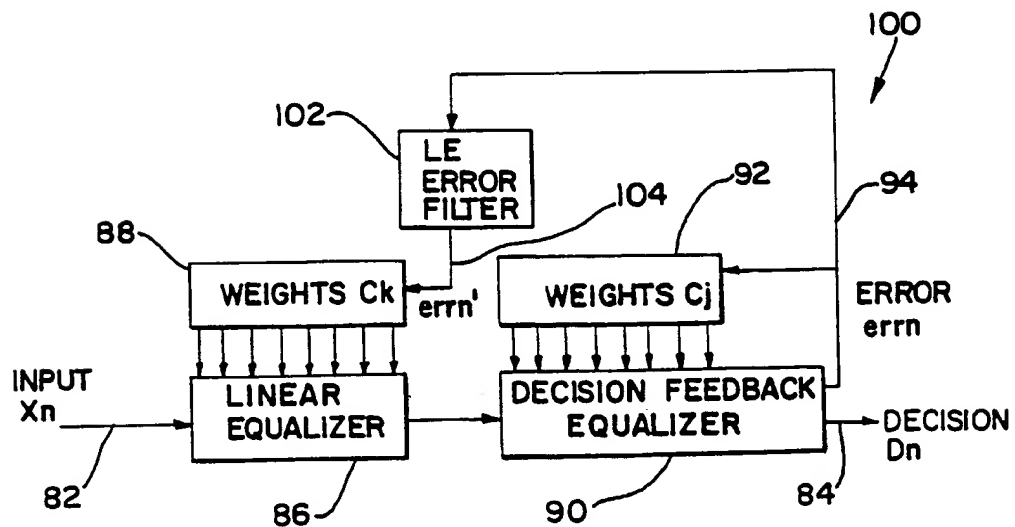 100
102
LE
ERROR
FILTER
104
92
94
88
WEIGHTS Ck
errn'
WEIGHTS Cj
ERROR
errn
INPUT
Xn
LINEAR
EQUALIZER
DECISION FEEDBACK
EQUALIZER
DECISION
Dn
82
86
90
84